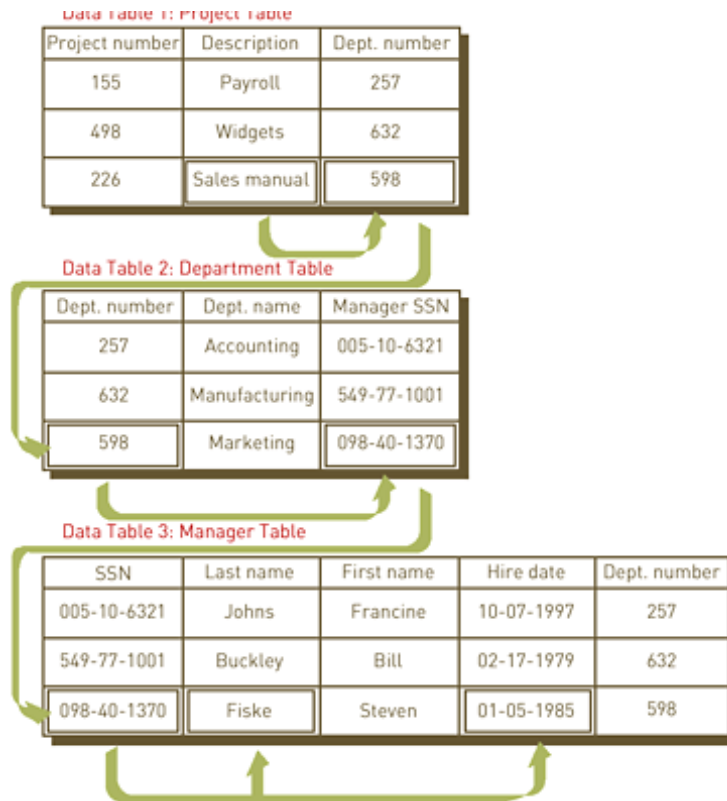 Data Table 1: Project Table
Project number Description Dept. number
155 Payroll 257
498 Widgets 632
226 Sales manual 598
Data Table 2: Department Table
Dept. number Dept. name Manager SSN
257 Accounting 005-10-6321
632 Manufacturing 549-77-1001
598 Marketing 098-40-1370
Data Table 3: Manager Table
SSN Last name First name Hire date Dept. number
005-10-6321 Johns Francine 10-07-1997 257
549-77-1001 Buckley Bill 02-17-1979 632
098-40-1370 Fiske Steven 01-05-1985 598